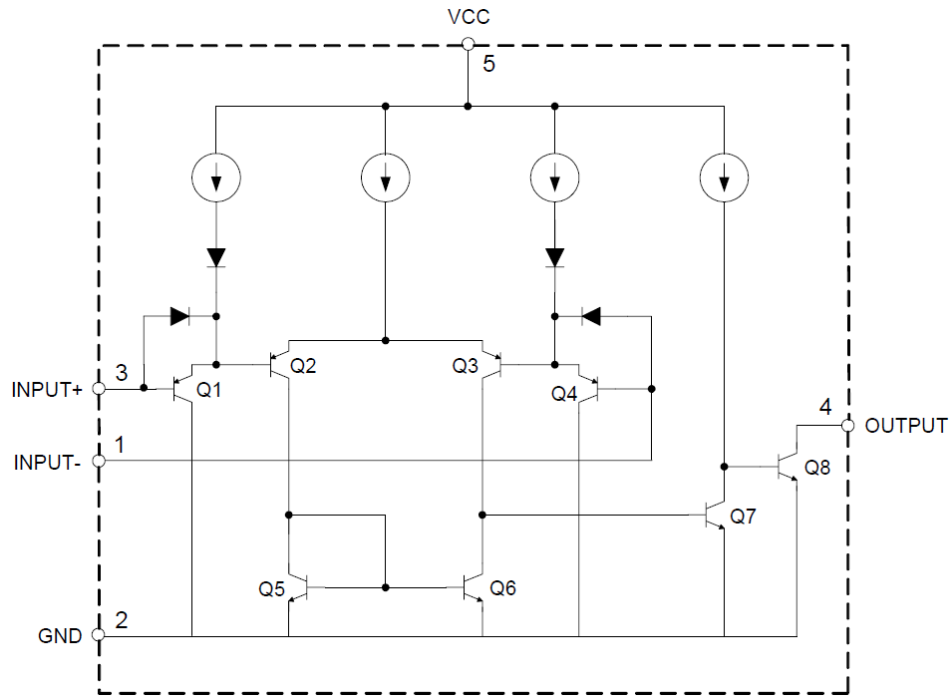 VCC
5
3
INPUT+
Q1
Q2
Q3
Q4
1
INPUT-
4
OUTPUT
Q8
Q7
Q5
Q6
2
GND